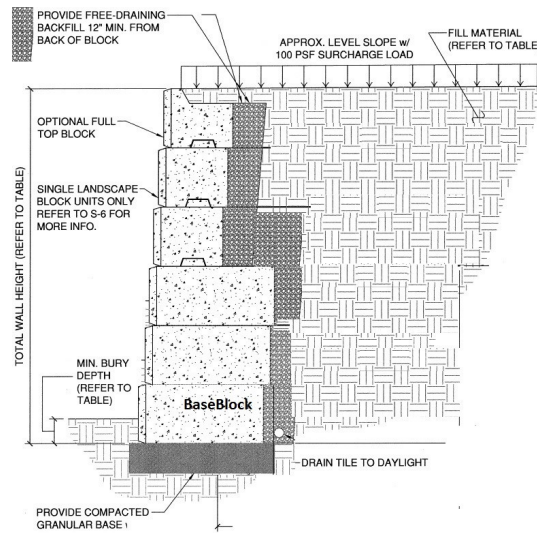 PROVIDE FREE-DRAINING
BACKFILL 12" MIN. FROM
BACK OF BLOCK
APPROX. LEVEL SLOPE w/
100 PSF SURCHARGE LOAD
FILL MATERIAL
(REFER TO TABLE
OPTIONAL FULL
TOP BLOCK
SINGLE LANDSCAPE
BLOCK UNITS ONLY
REFER TO S-6 FOR
MORE INFO.
TOTAL WALL HEIGHT (REFER TO TABLE)
MIN. BURY
DEPTH
(REFER TO
TABLE)
BaseBlock
DRAIN TILE TO DAYLIGHT
PROVIDE COMPACTED
GRANULAR BASE